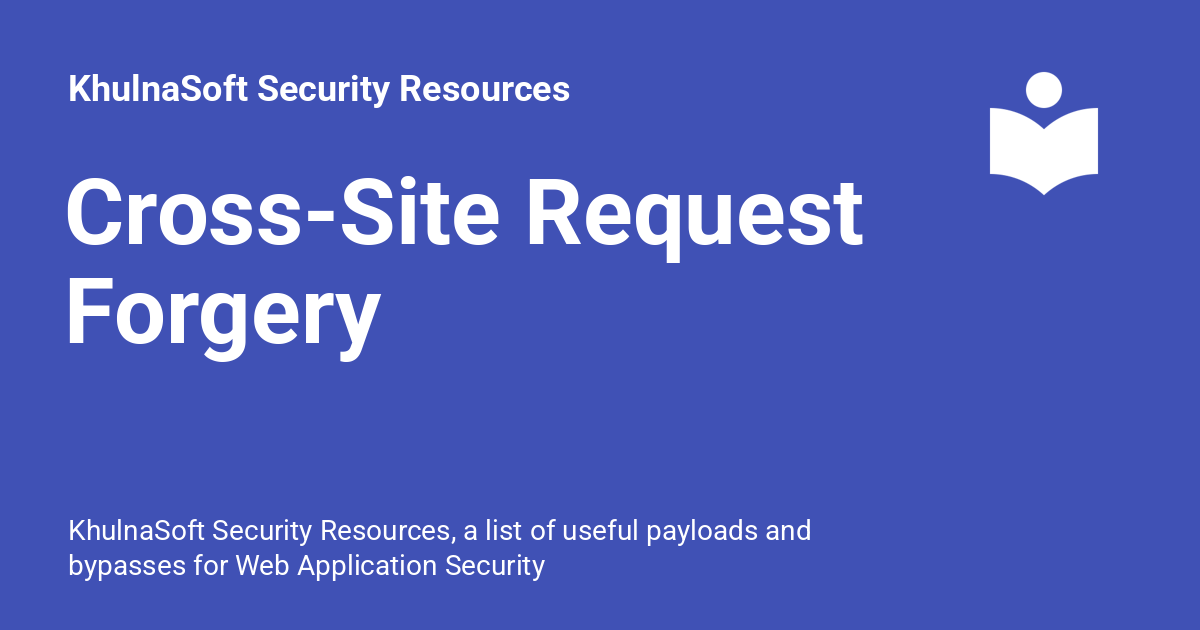 KhulnaSoft Security Resources
Cross-Site Request
Forgery
KhulnaSoft Security Resources, a list of useful payloads and
bypasses for Web Application Security